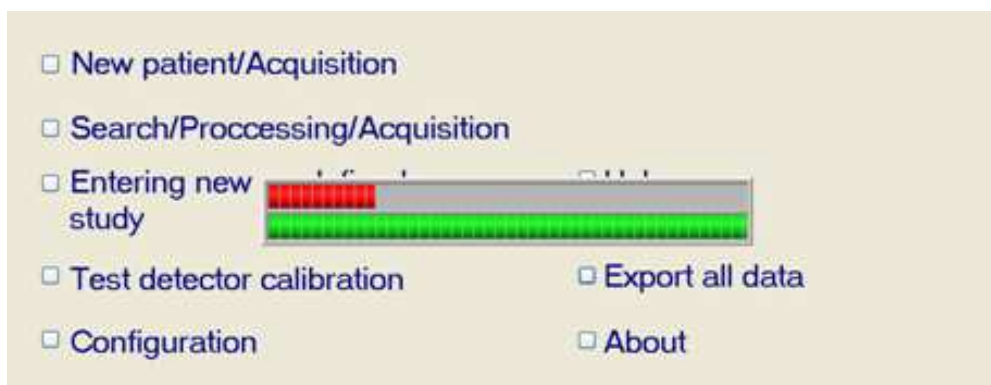 New patient/Acquisition
Search/Proccessing/Acquisition
Entering new
study
Test detector calibration
Export all data
Configuration
About